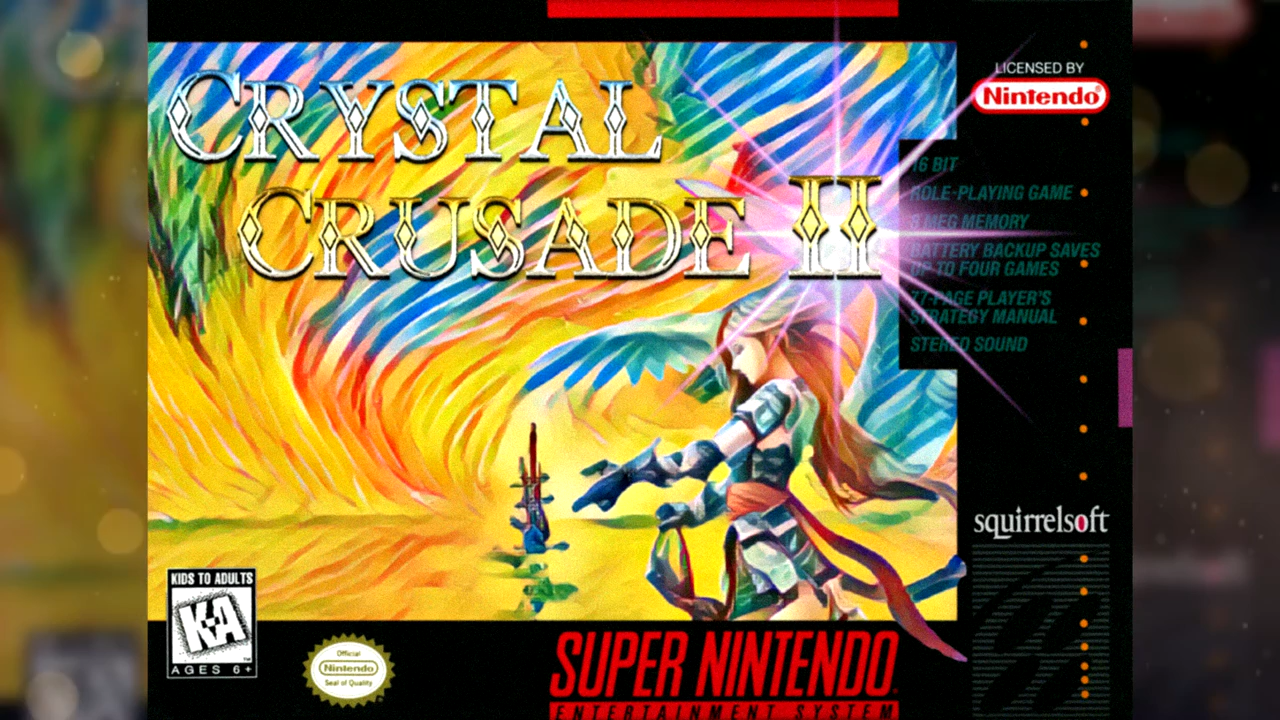 CRYSTAL
CRUSADE II
LICENSED BY
Nintendo®
16 BIT
ROLE-PLAYING GAME
8 MEG MEMORY
BATTERY BACKUP SAVES
UP TO FOUR GAMES
77-PAGE PLAYER'S
STRATEGY MANUAL
STEREO SOUND
squirrelsoft
KIDS TO ADULTS
K-A
AGES 6+
Official
Nintendo
Seal of Quality
SUPER NINTENDO
ENTERTAINMENT SYSTEM